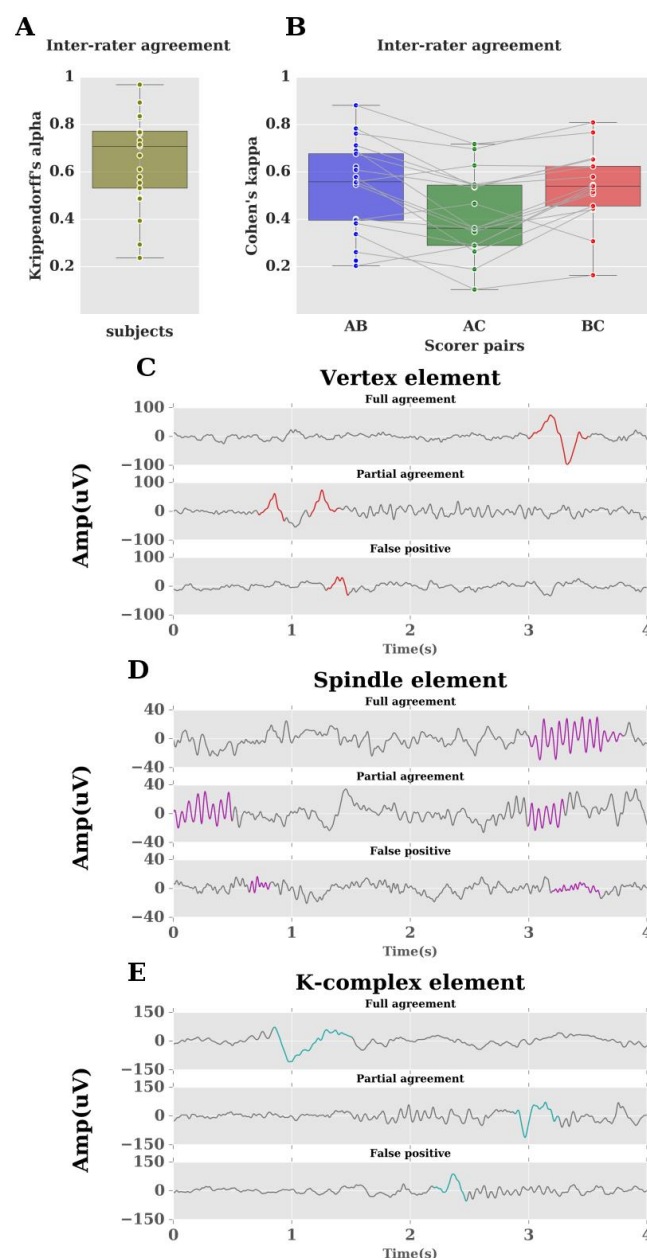 A
Inter-rater agreement
Krippendorff's alpha
1
0.8
0.6
0.4
0.2
subjects
B
Inter-rater agreement
Cohen's kappa
1
0.8
0.6
0.4
0.2
AB
AC
BC
Scorer pairs
C
Vertex element
Full agreement
100
0
−100
Partial agreement
100
0
−100
False positive
100
0
−100
Amp(uV)
0
1
2
3
4
Time(s)
D
Spindle element
Full agreement
40
0
−40
Partial agreement
40
0
−40
False positive
40
0
−40
Amp(uV)
0
1
2
3
4
Time(s)
E
K-complex element
Full agreement
150
0
−150
Partial agreement
150
0
−150
False positive
150
0
−150
Amp(uV)
0
1
2
3
4
Time(s)